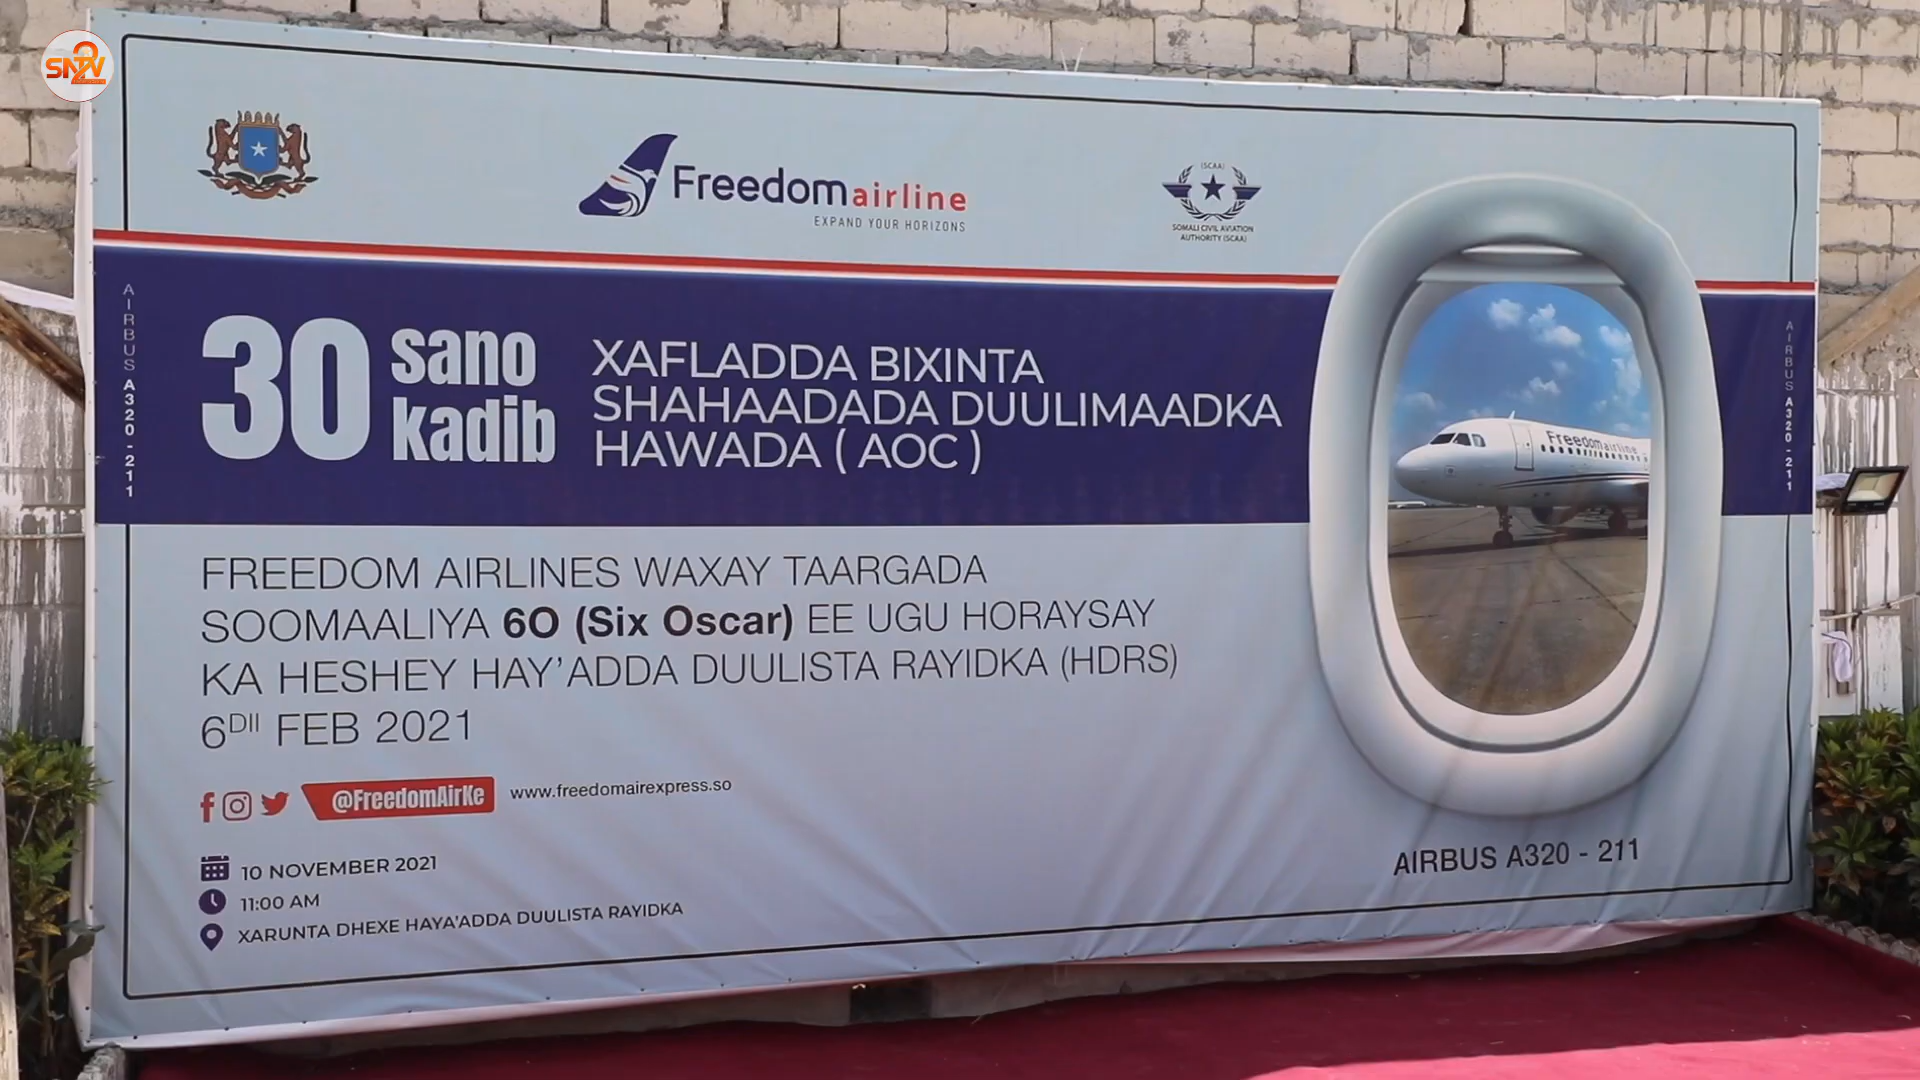 SNTV
2
(SCAA)
Freedomairline
EXPAND YOUR HORIZONS
SOMALI CIVIL AVIATION
AUTHORITY (SCAA)
AIRBUS A320 - 211
30 sano
kadib
XAFLADDA BIXINTA
SHAHAADADA DUULIMAADKA
HAWADA ( AOC )
Freedomairline
AIRBUS A320 - 211
FREEDOM AIRLINES WAXAY TAARGADA
SOOMAALIYA 6O (Six Oscar) EE UGU HORAYSAY
KA HESHEY HAY'ADDA DUULISTA RAYIDKA (HDRS)
6DII FEB 2021
@FreedomAirKe www.freedomairexpress.so
10 NOVEMBER 2021
11:00 AM
XARUNTA DHEXE HAYA'ADDA DUULISTA RAYIDKA
AIRBUS A320 - 211